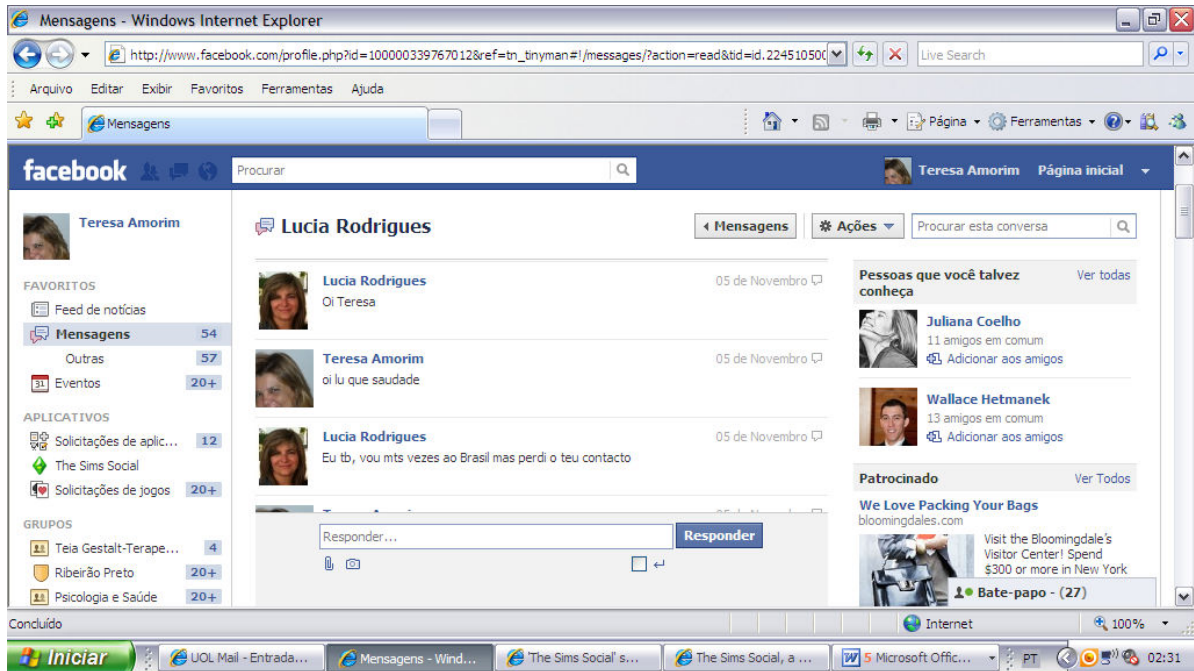 Mensagens - Windows Internet Explorer
http://www.facebook.com/profile.php?id=100000339767012&ref=tn_tinyman#!/messages/?action=read&tid=id.224510500
Live Search
Arquivo Editar Exibir Favoritos Ferramentas Ajuda
Mensagens
Página Ferramentas
facebook
Procurar
Teresa Amorim Página inicial
Teresa Amorim
FAVORITOS
Feed de notícias
Mensagens 54
Outras 57
31 Eventos 20+
APLICATIVOS
Solicitações de aplic... 12
The Sims Social
Solicitações de jogos 20+
GRUPOS
Teia Gestalt-Terape... 4
Ribeirão Preto 20+
Psicologia e Saúde 20+
Lucia Rodrigues
Mensagens
Ações
Procurar esta conversa
Lucia Rodrigues 05 de Novembro
Oi Teresa
Teresa Amorim 05 de Novembro
oi lu que saudade
Lucia Rodrigues 05 de Novembro
Eu tb, vou mts vezes ao Brasil mas perdi o teu contacto
Responder...
Responder
Pessoas que você talvez
conheça
Ver todas
Juliana Coelho
11 amigos em comum
Adicionar aos amigos
Wallace Hetmanek
13 amigos em comum
Adicionar aos amigos
Patrocinado Ver Todos
We Love Packing Your Bags
bloomingdales.com
Visit the Bloomingdale's
Visitor Center! Spend
$300 or more in New York
Bate-papo - (27)
Concluído
Internet
100%
Iniciar
UOL Mail - Entrada...
Mensagens - Wind...
'The Sims Social' s...
The Sims Social, a ...
5 Microsoft Offic...
PT
02:31